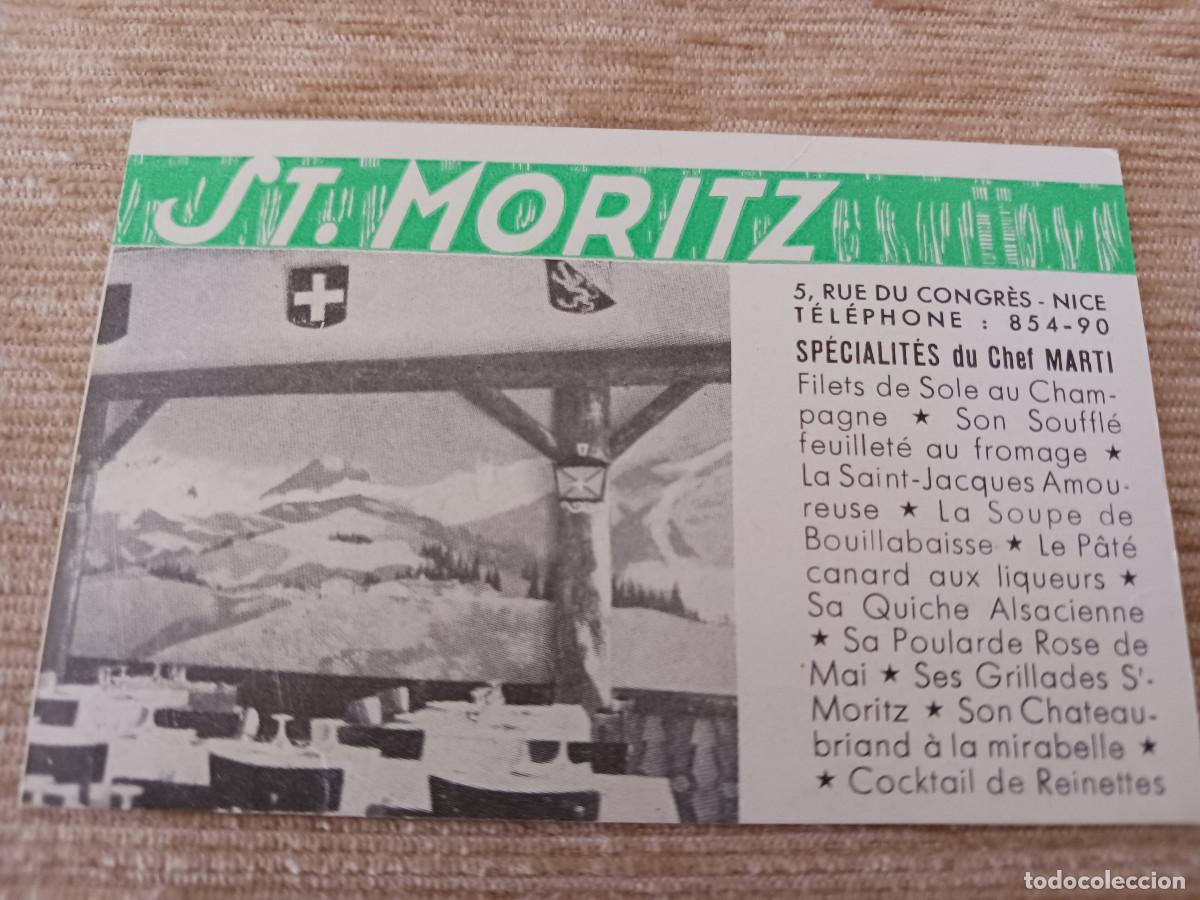 ST. MORITZ
5, RUE DU CONGRÈS - NICE
TÉLÉPHONE : 854-90
SPÉCIALITÉS du Chef MARTI
Filets de Sole au Cham-
pagne ★ Son Soufflé
feuilleté au fromage ★
La Saint-Jacques Amou-
reuse ★ La Soupe de
Bouillabaisse ★ Le Pâté
canard aux liqueurs ★
Sa Quiche Alsacienne
★ Sa Poularde Rose de
Mai ★ Ses Grillades S'-
Moritz ★ Son Chateau-
briand à la mirabelle ★
★ Cocktail de Reinettes
todocoleccion